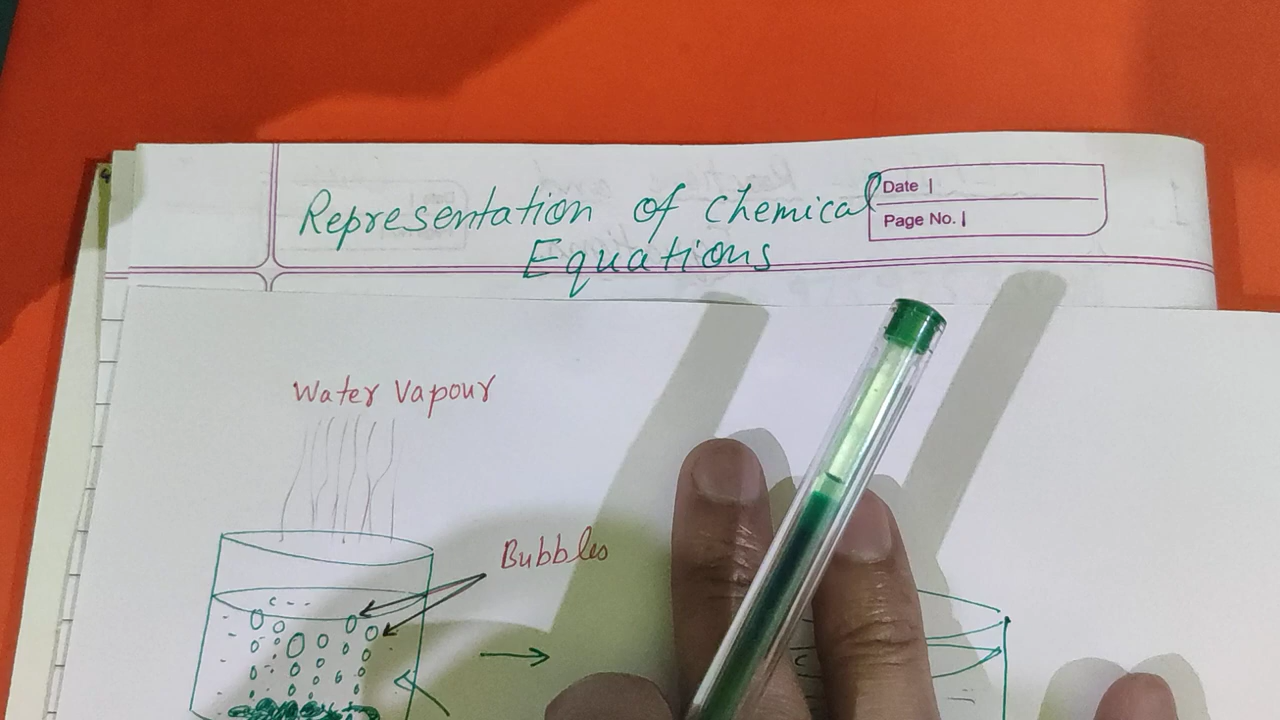 Representation of Chemical
Equations
Date
Page No.
Water Vapour
Bubbles